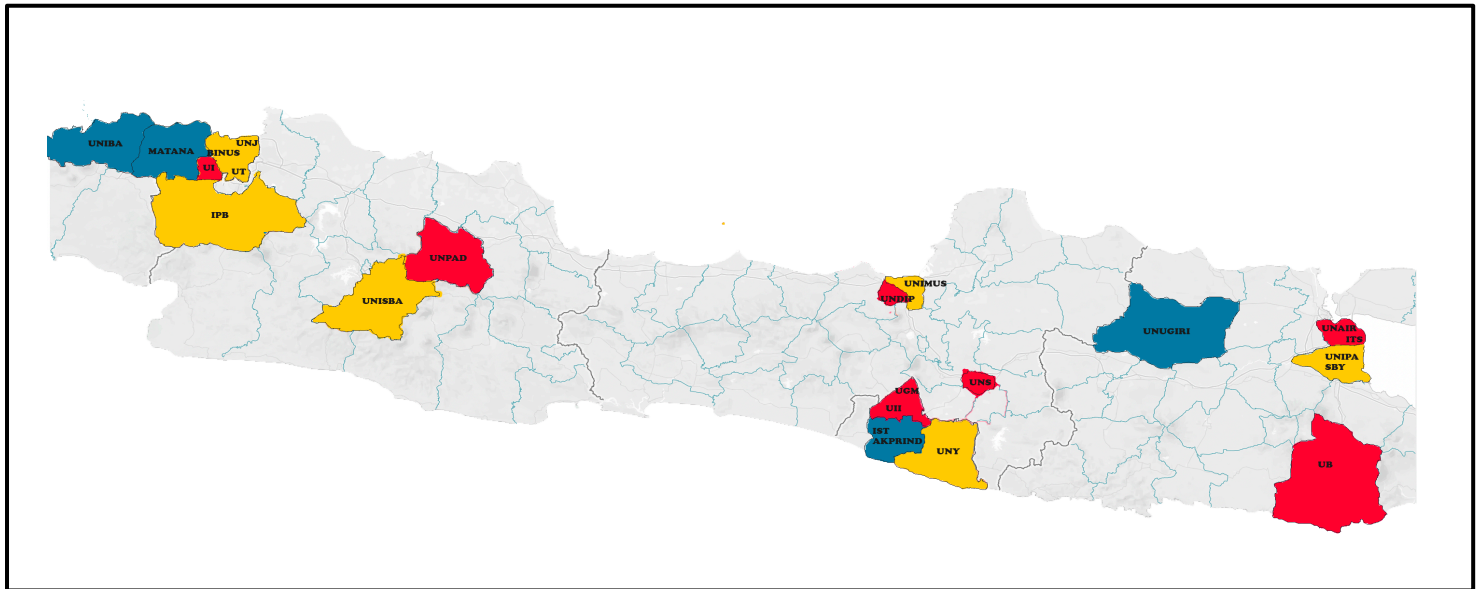 UNIBA
MATANA
UNJ
BINUS
UI
UT
IPB
UNPAD
UNISBA
UNIMUS
UNDIP
UNS
UGM
UII
IST
AKPRIND
UNY
UNUGIRI
UNAIR
ITS
UNIPA
SBY
UB